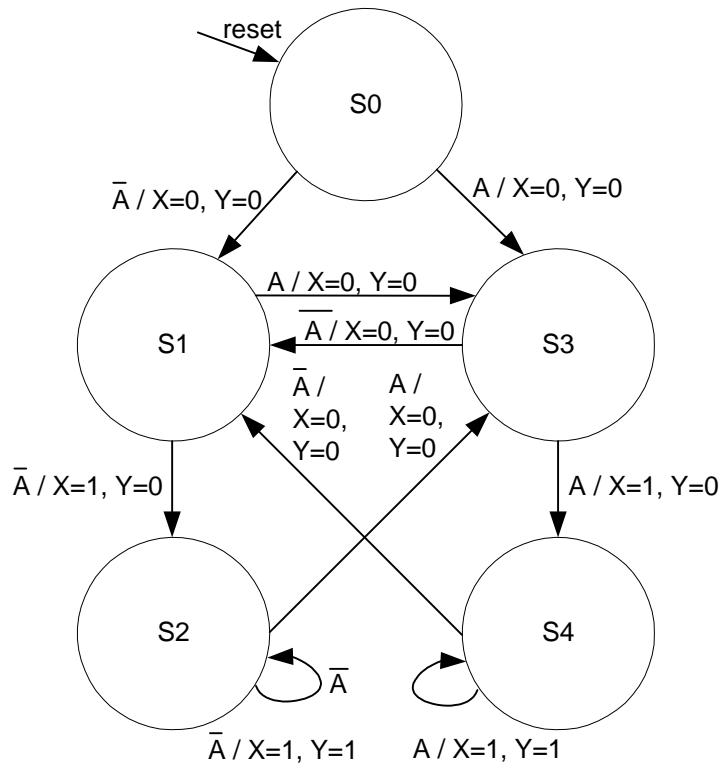 reset
S0
A̅ / X=0, Y=0
A / X=0, Y=0
A / X=0, Y=0
S1
A̅ / X=0, Y=0
S3
A̅ /
X=0,
Y=0
A /
X=0,
Y=0
A̅ / X=1, Y=0
A / X=1, Y=0
S2
S4
A̅
A̅ / X=1, Y=1
A / X=1, Y=1